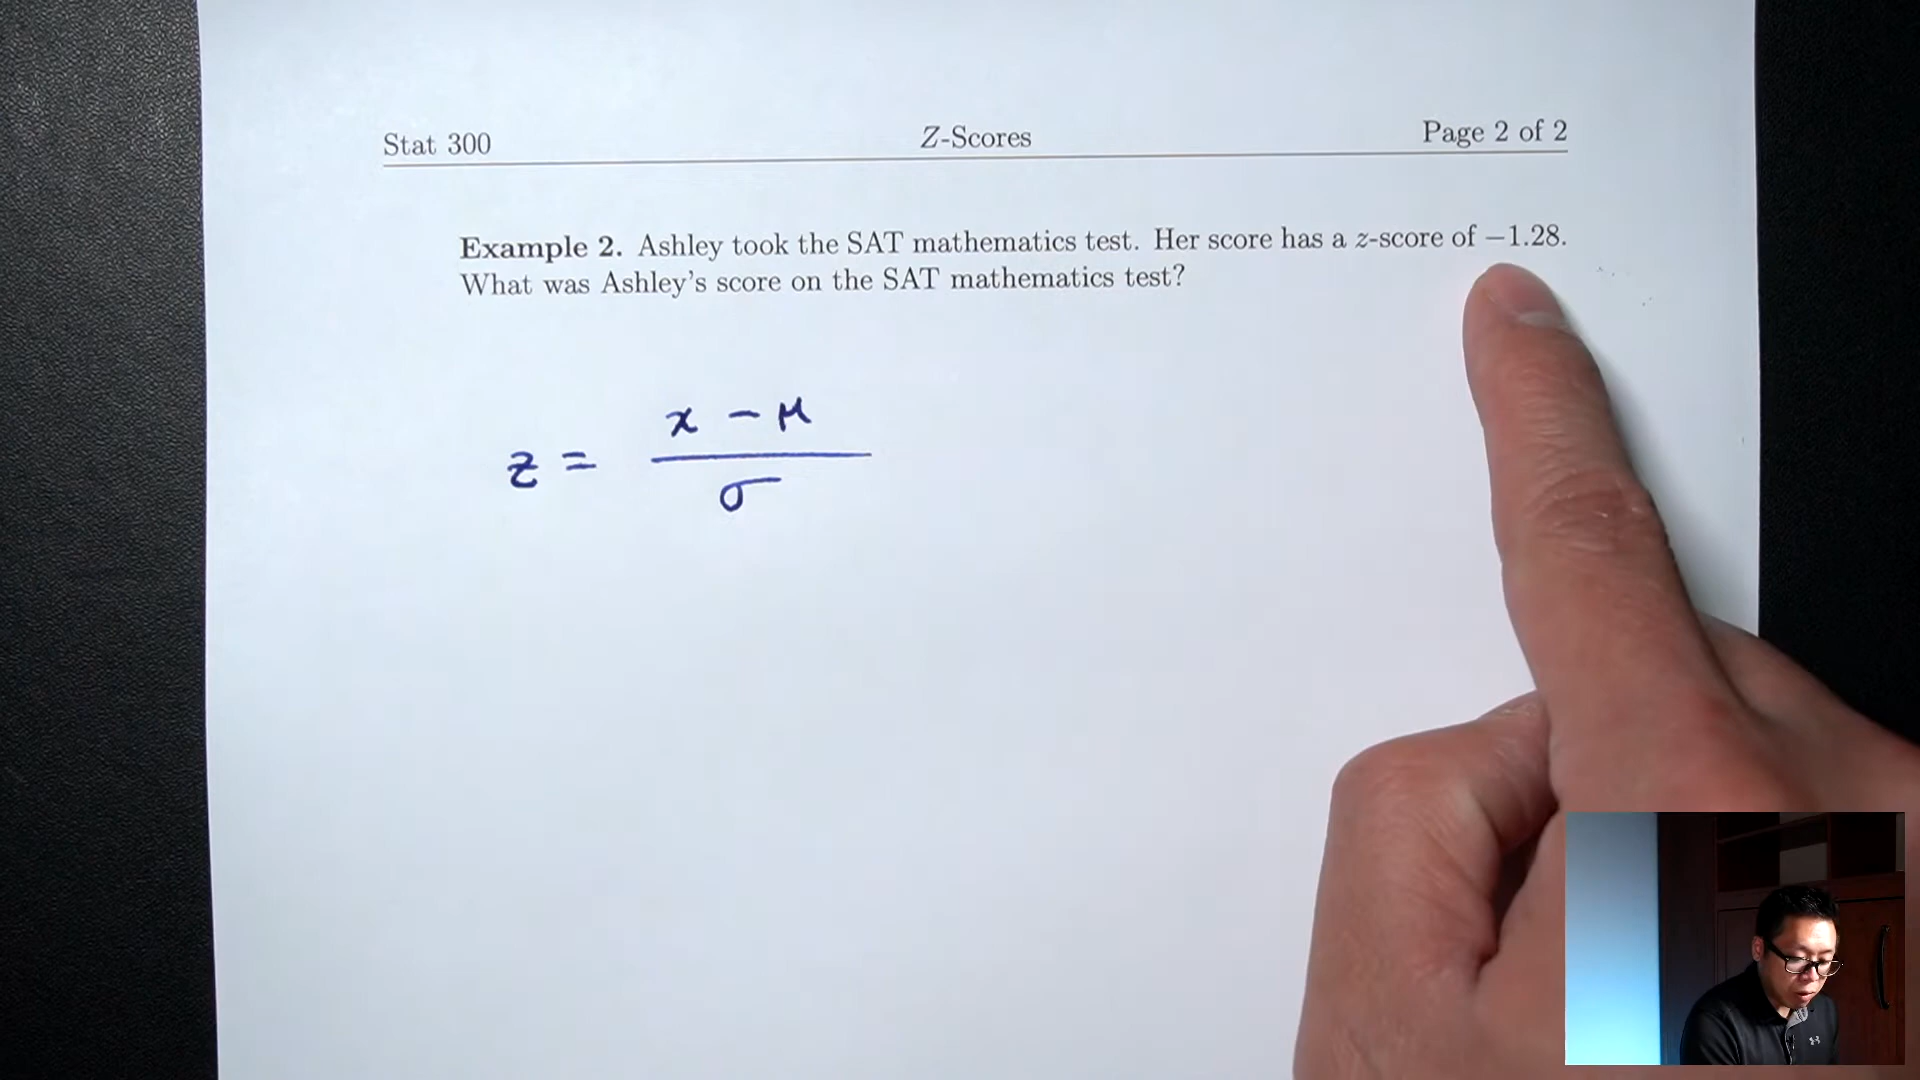 Stat 300 Z-Scores Page 2 of 2
Example 2. Ashley took the SAT mathematics test. Her score has a z-score of −1.28.
What was Ashley's score on the SAT mathematics test?
x − μ
z =
σ